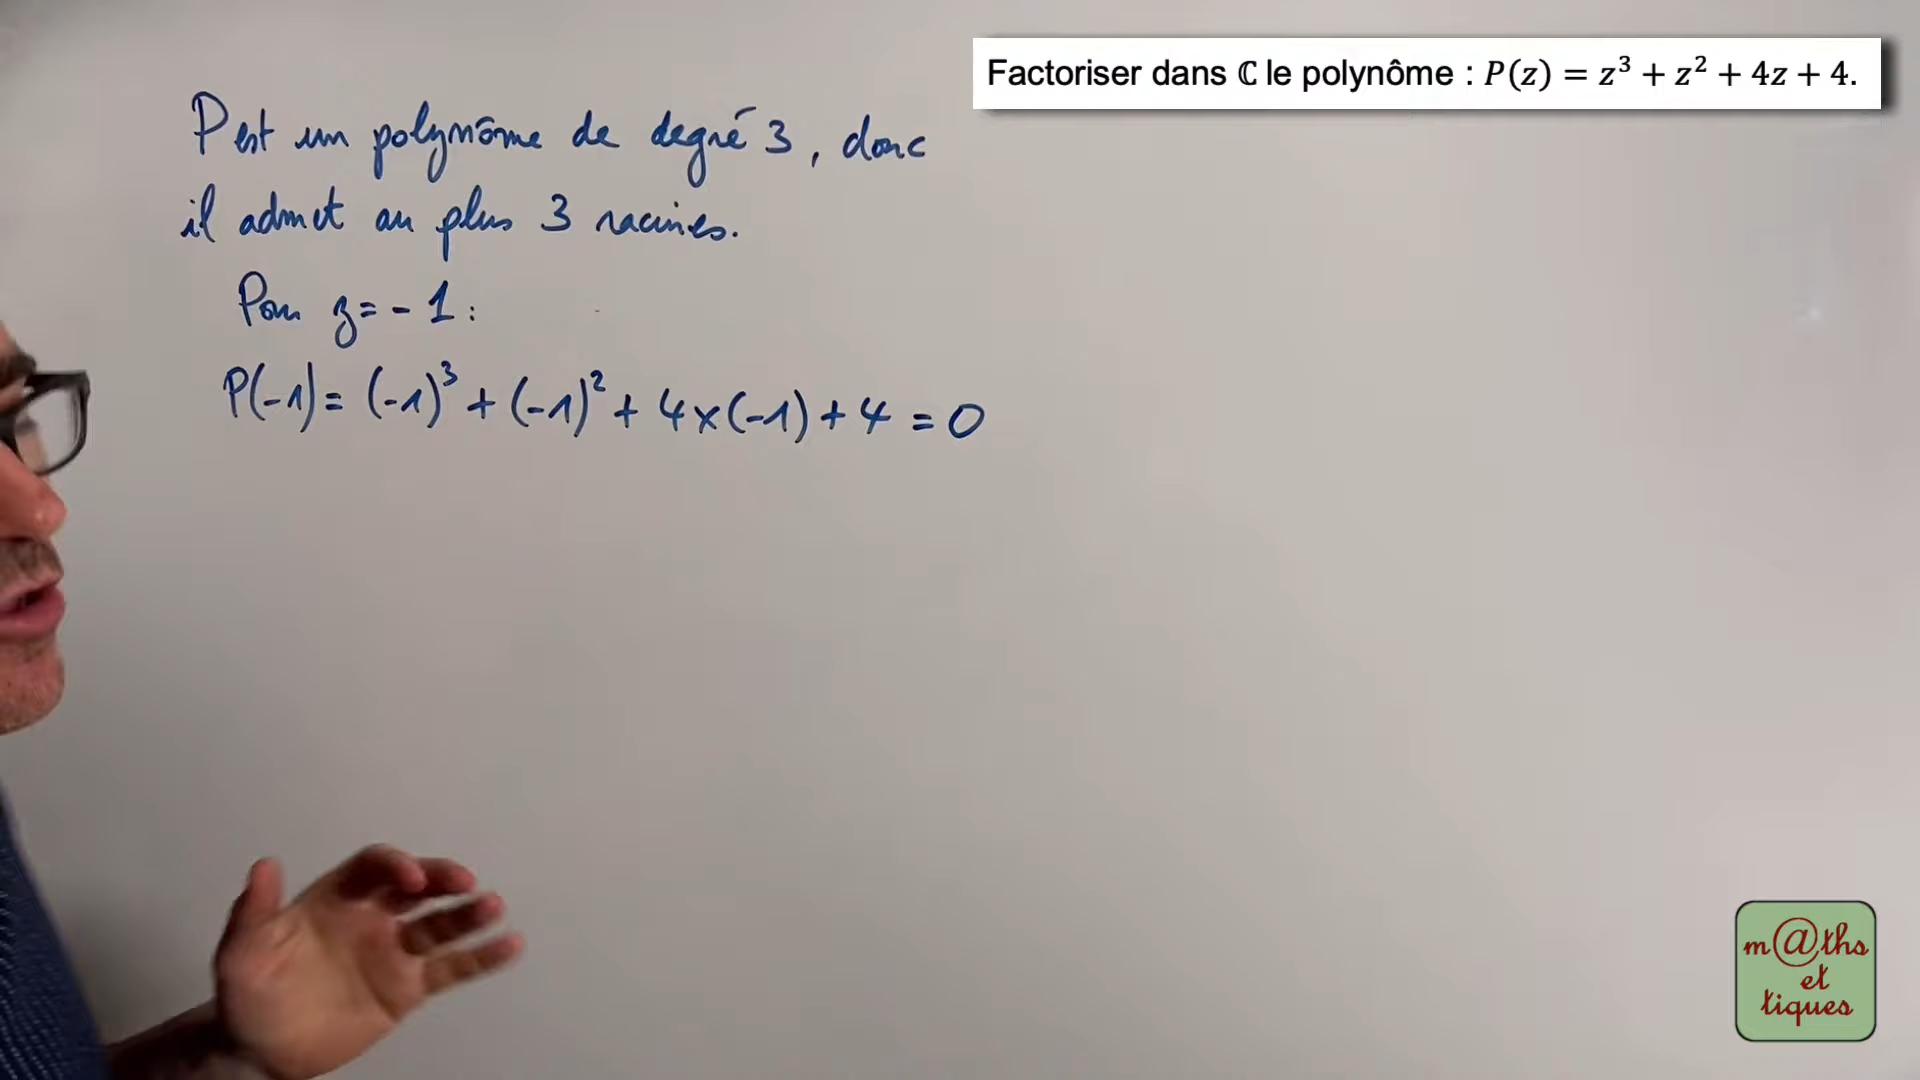 Factoriser dans ℂ le polynôme : P(z) = z³ + z² + 4z + 4.
P est un polynôme de degré 3, donc
il admet au plus 3 racines.
Pour z = -1 :
P(-1) = (-1)³ + (-1)² + 4×(-1) + 4 = 0
m@ths
et
tiques